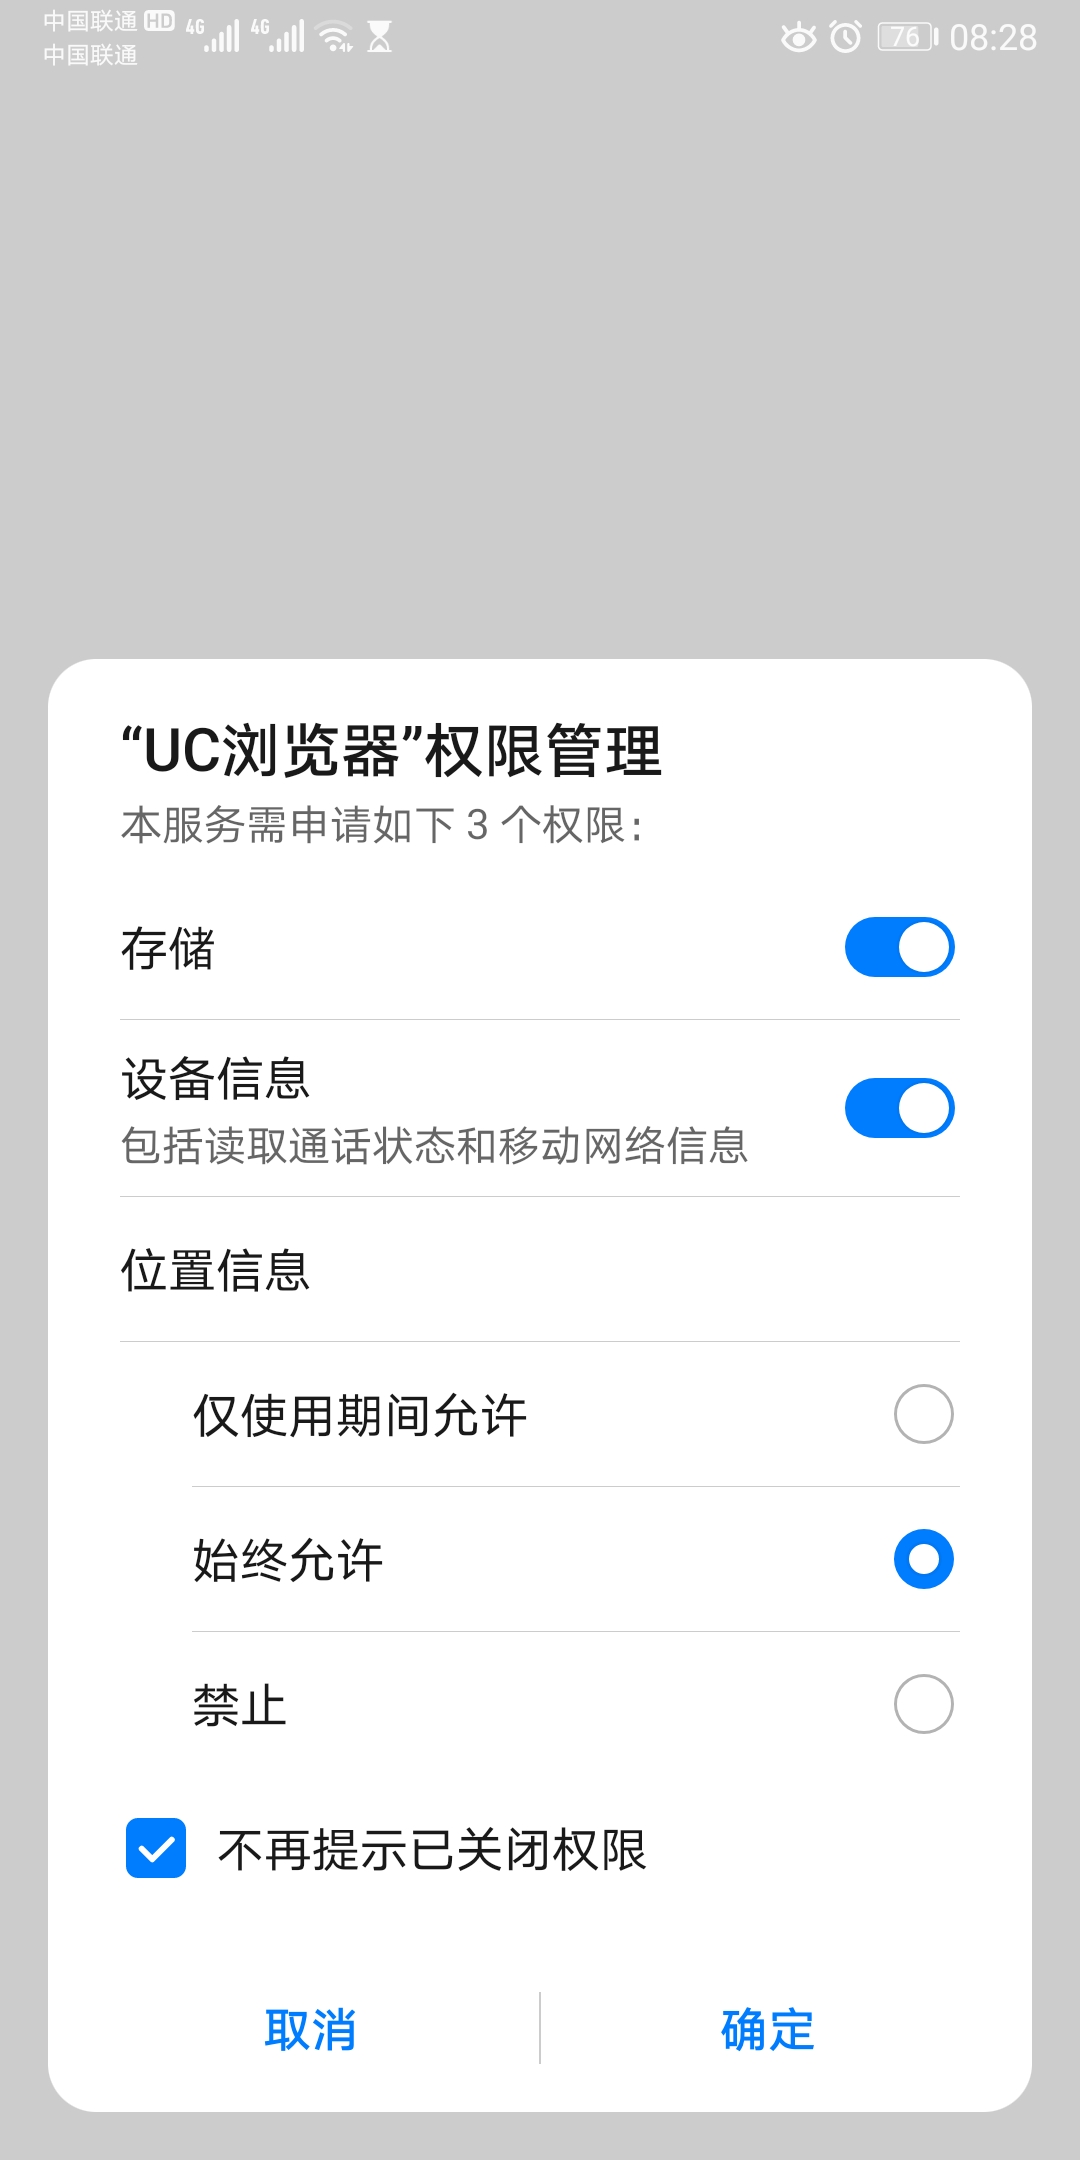 中国联通 HD 4G 4G
中国联通
76 08:28
“UC浏览器”权限管理
本服务需申请如下 3 个权限：
存储
设备信息
包括读取通话状态和移动网络信息
位置信息
仅使用期间允许
始终允许
禁止
不再提示已关闭权限
取消
确定